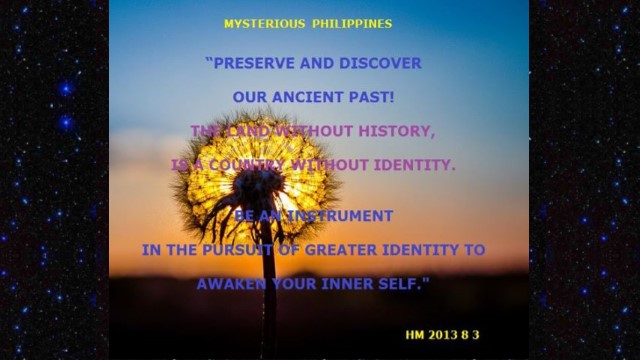 MYSTERIOUS PHILIPPINES
“PRESERVE AND DISCOVER
OUR ANCIENT PAST!
THE LAND WITHOUT HISTORY,
IS A COUNTRY WITHOUT IDENTITY.
BE AN INSTRUMENT
IN THE PURSUIT OF GREATER IDENTITY TO
AWAKEN YOUR INNER SELF."
HM 2013 8 3